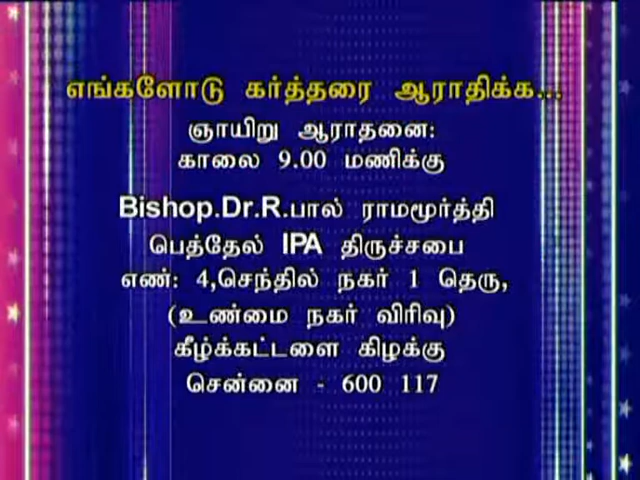 எங்களோடு கர்த்தரை ஆராதிக்க...
ஞாயிறு ஆராதனை:
காலை 9.00 மணிக்கு
Bishop.Dr.R.பால் ராமமூர்த்தி
பெத்தேல் IPA திருச்சபை
எண்: 4,செந்தில் நகர் 1 தெரு,
(உண்மை நகர் விரிவு)
கீழ்க்கட்டளை கிழக்கு
சென்னை - 600 117